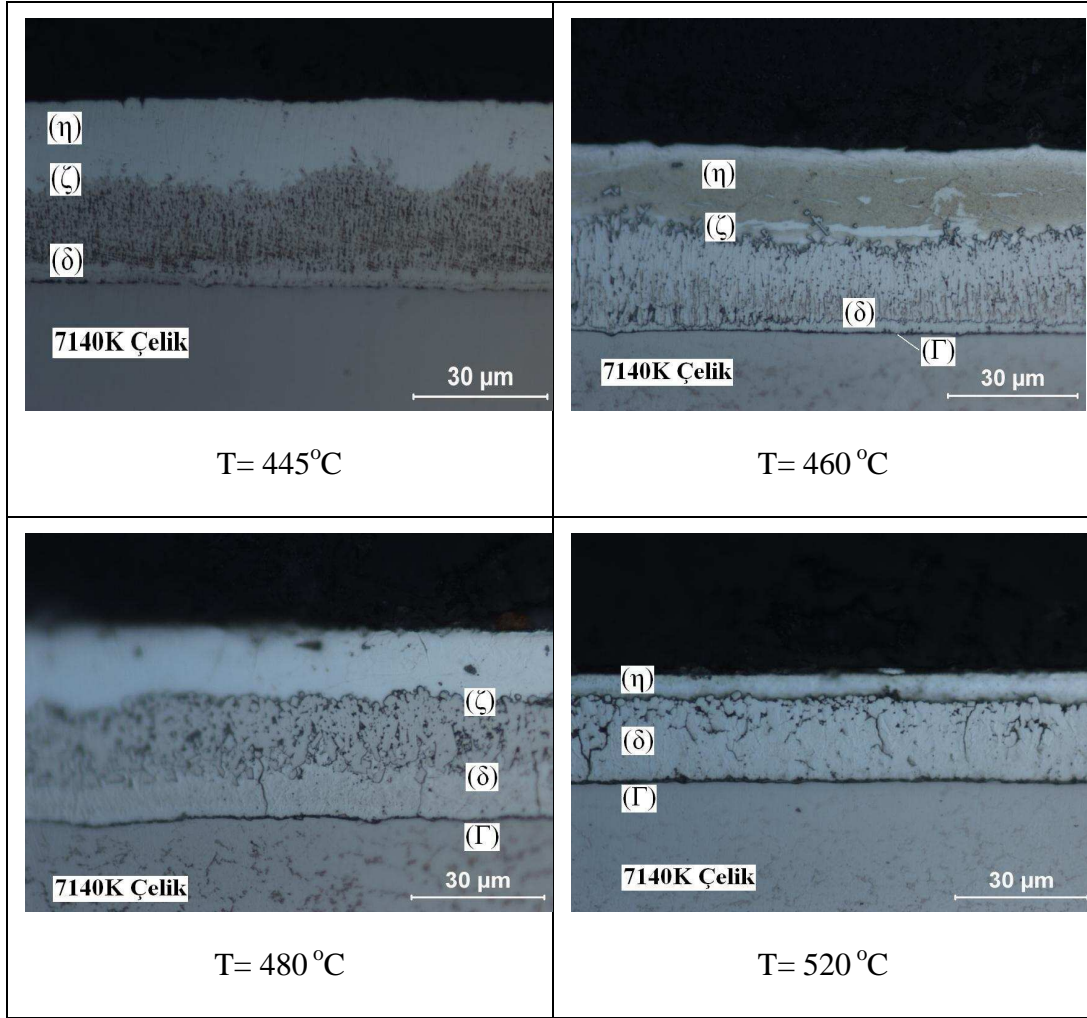 (η)
(ζ)
(δ)
7140K Çelik
30 µm
T= 445°C
(η)
(ζ)
(δ)
(Γ)
7140K Çelik
30 µm
T= 460 °C
(ζ)
(δ)
(Γ)
7140K Çelik
30 µm
T= 480 °C
(η)
(δ)
(Γ)
7140K Çelik
30 µm
T= 520 °C